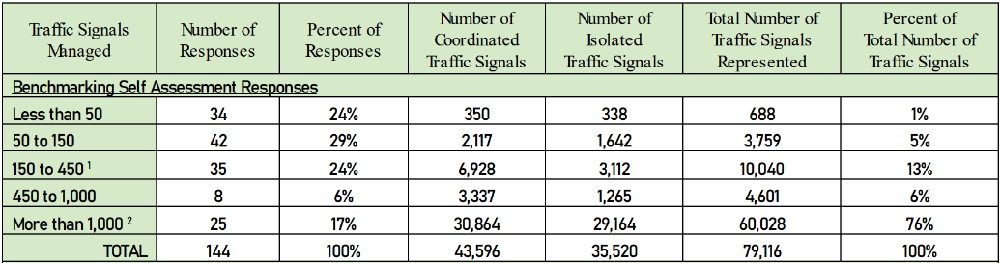 Traffic Signals Managed | Number of Responses | Percent of Responses | Number of Coordinated Traffic Signals | Number of Isolated Traffic Signals | Total Number of Traffic Signals Represented | Percent of Total Number of Traffic Signals
Benchmarking Self Assessment Responses
Less than 50 | 34 | 24% | 350 | 338 | 688 | 1%
50 to 150 | 42 | 29% | 2,117 | 1,642 | 3,759 | 5%
150 to 450 ¹ | 35 | 24% | 6,928 | 3,112 | 10,040 | 13%
450 to 1,000 | 8 | 6% | 3,337 | 1,265 | 4,601 | 6%
More than 1,000 ² | 25 | 17% | 30,864 | 29,164 | 60,028 | 76%
TOTAL | 144 | 100% | 43,596 | 35,520 | 79,116 | 100%